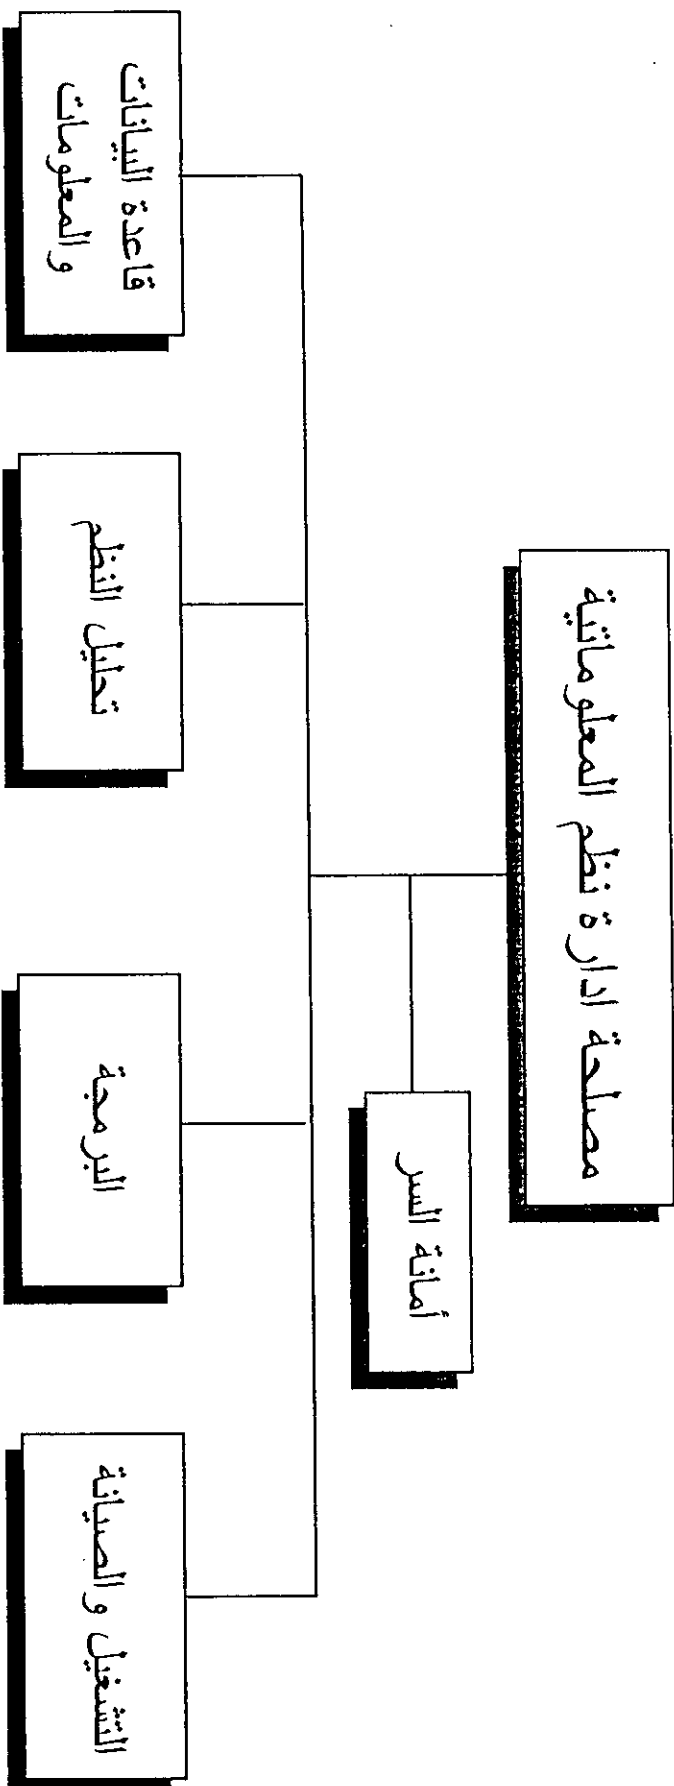 مصلحة ادارة نظم المعلوماتية
أمانة السر
التشغيل والصيانة
البرمجة
تحليل النظم
قاعدة البيانات
والمعلومات